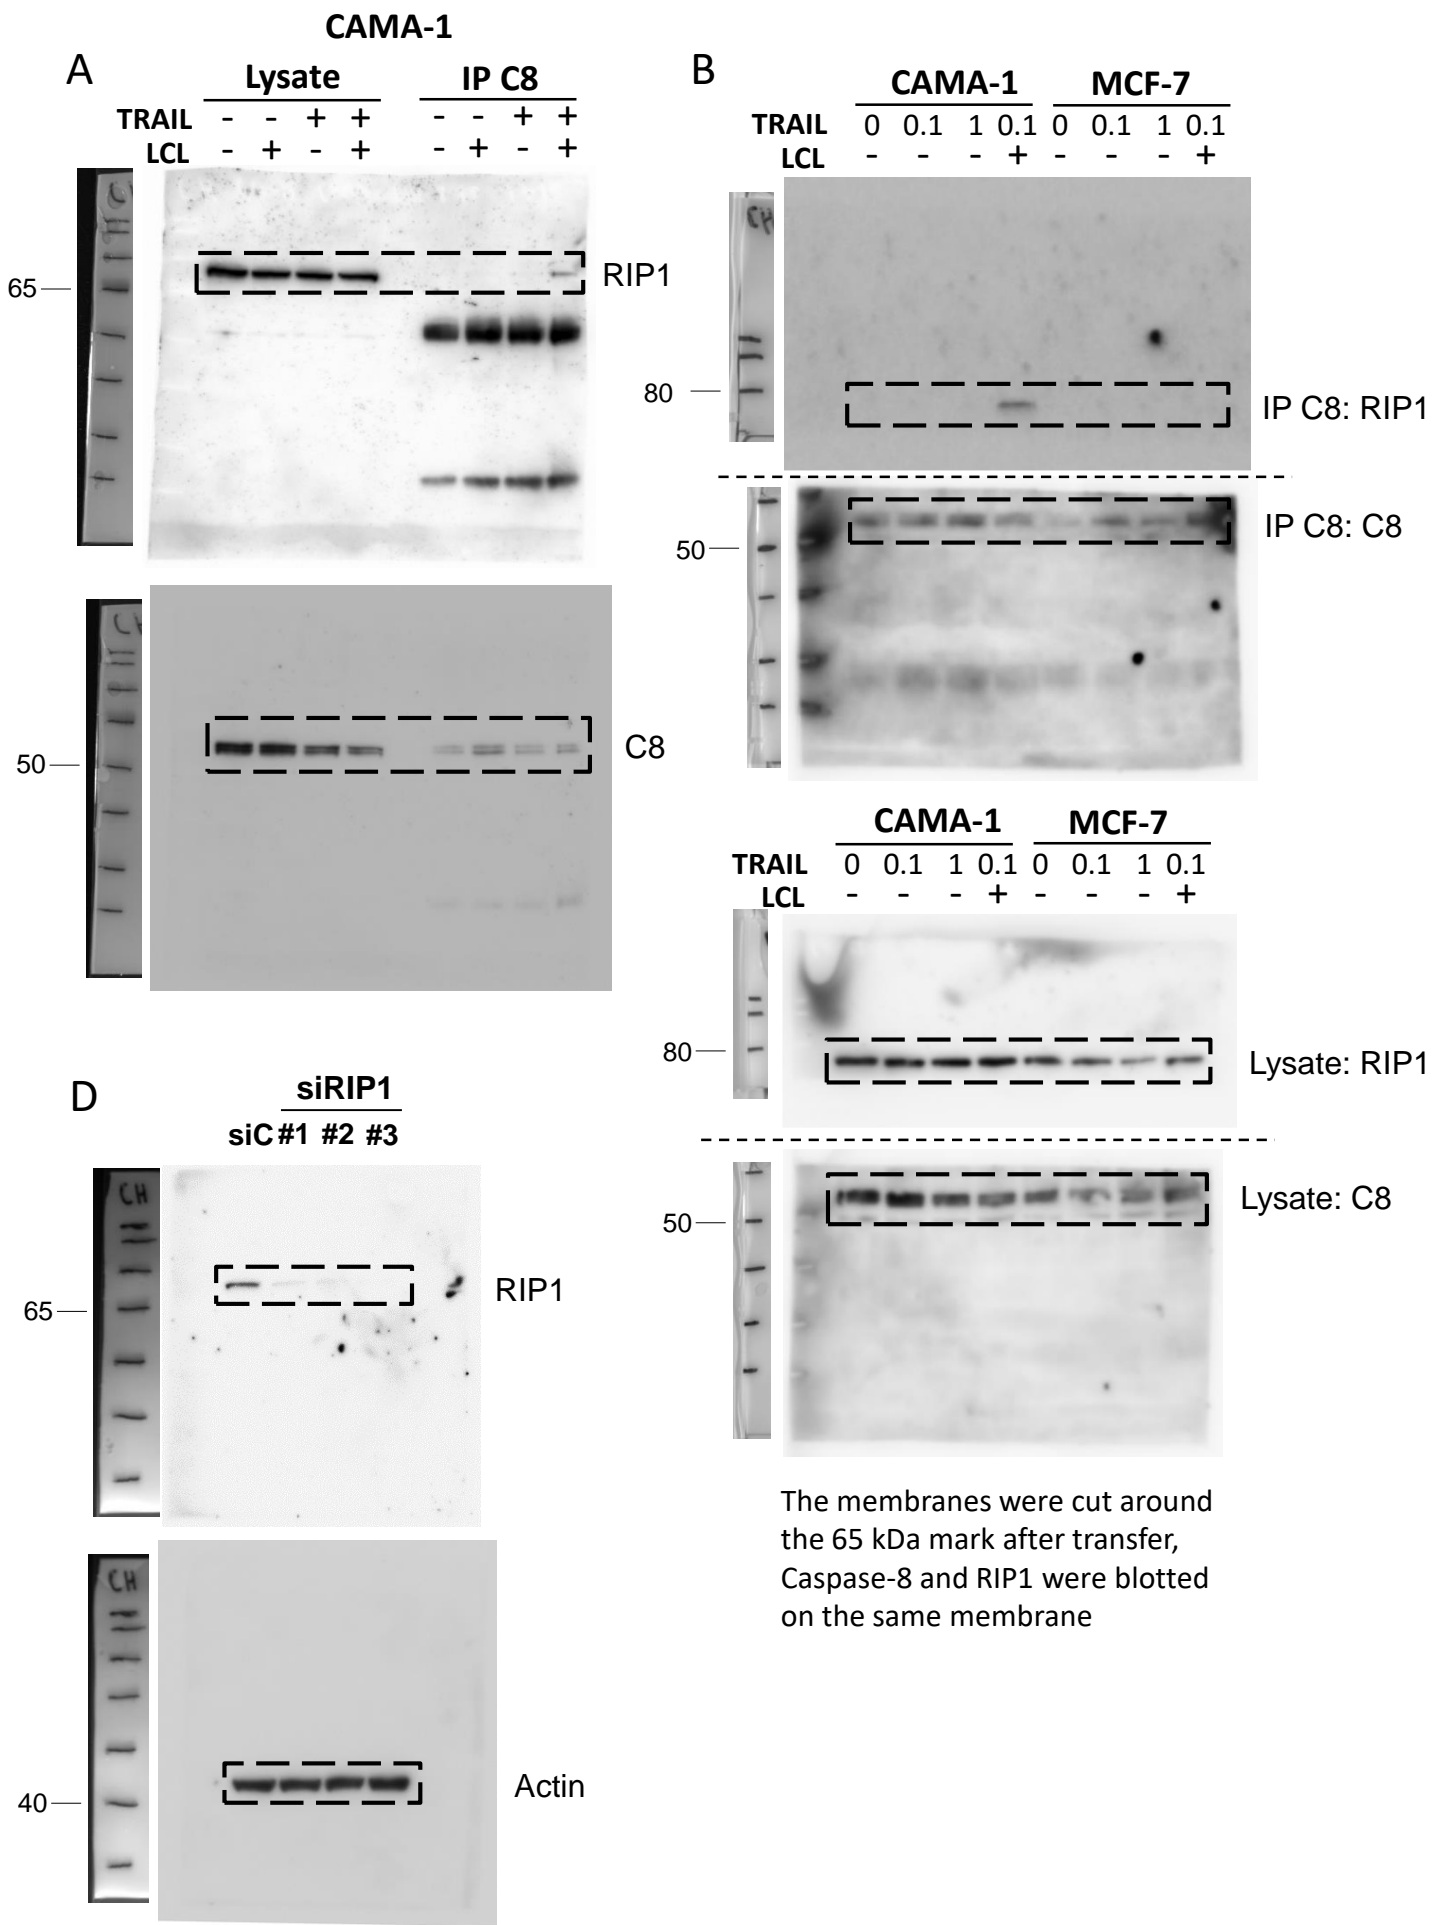 CAMA-1
A
Lysate IP C8
TRAIL - - + + - - + +
LCL - + - + - + - +
65
RIP1
50
C8
D
siRIP1
siC #1 #2 #3
CH
65
RIP1
CH
40
Actin
B
CAMA-1 MCF-7
TRAIL 0 0.1 1 0.1 0 0.1 1 0.1
LCL - - - + - - - +
CH
80
IP C8: RIP1
50
IP C8: C8
CAMA-1 MCF-7
TRAIL 0 0.1 1 0.1 0 0.1 1 0.1
LCL - - - + - - - +
80
Lysate: RIP1
50
Lysate: C8
The membranes were cut around
the 65 kDa mark after transfer,
Caspase-8 and RIP1 were blotted
on the same membrane